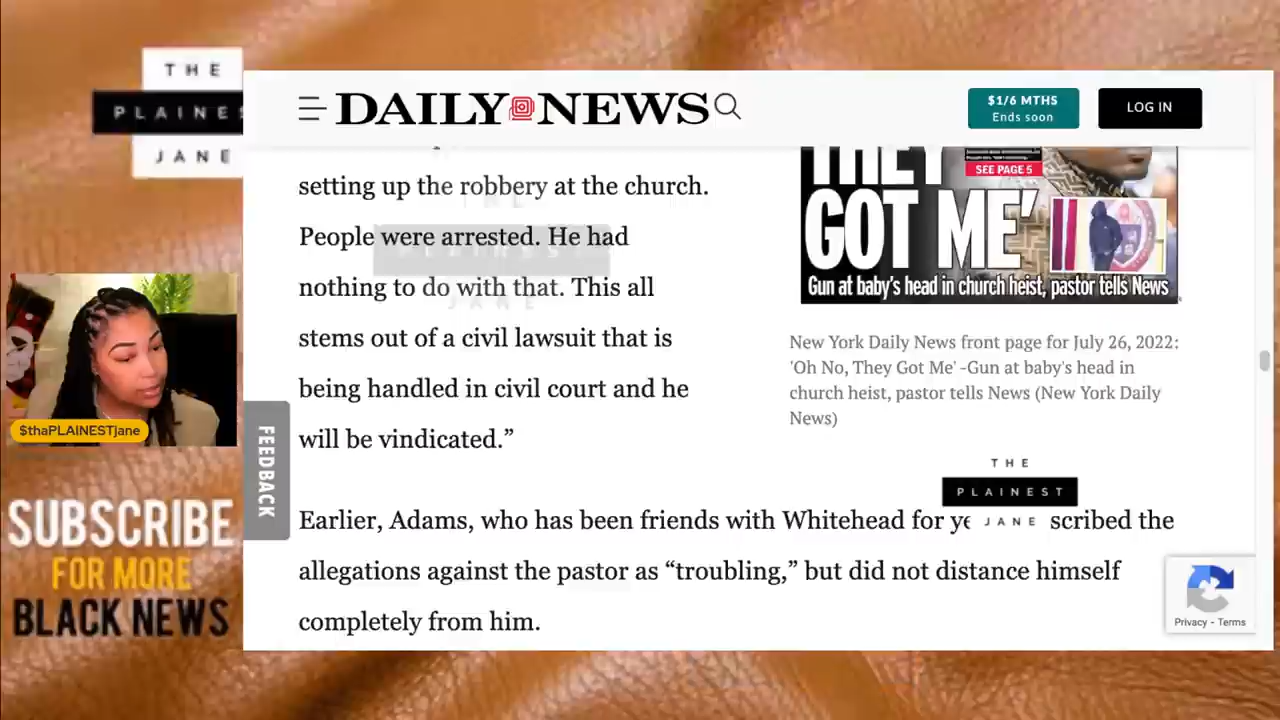 THE
PLAINES
JANE
DAILY NEWS
$1/6 MTHS
Ends soon
LOG IN
setting up the robbery at the church.
People were arrested. He had
nothing to do with that. This all
stems out of a civil lawsuit that is
being handled in civil court and he
will be vindicated.”
THEY
SEE PAGE 5
GOT ME’
Gun at baby’s head in church heist, pastor tells News
New York Daily News front page for July 26, 2022:
'Oh No, They Got Me' -Gun at baby's head in
church heist, pastor tells News (New York Daily
News)
THE
PLAINEST
JANE
THE
PLAINEST
JANE
Earlier, Adams, who has been friends with Whitehead for ye scribed the
allegations against the pastor as “troubling,” but did not distance himself
completely from him.
FEEDBACK
Privacy - Terms
$thaPLAINESTjane
SUBSCRIBE
FOR MORE
BLACK NEWS